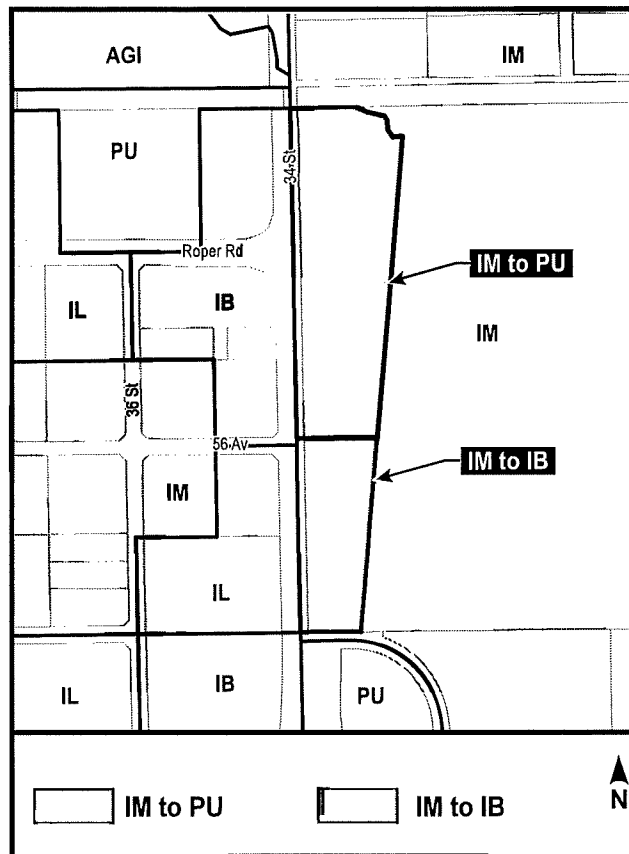 AGI
IM
PU
34 St
Roper Rd
IM to PU
IL
IB
IM
36 St
56 Av
IM to IB
IM
IL
IL
IB
PU
IM to PU
IM to IB
N